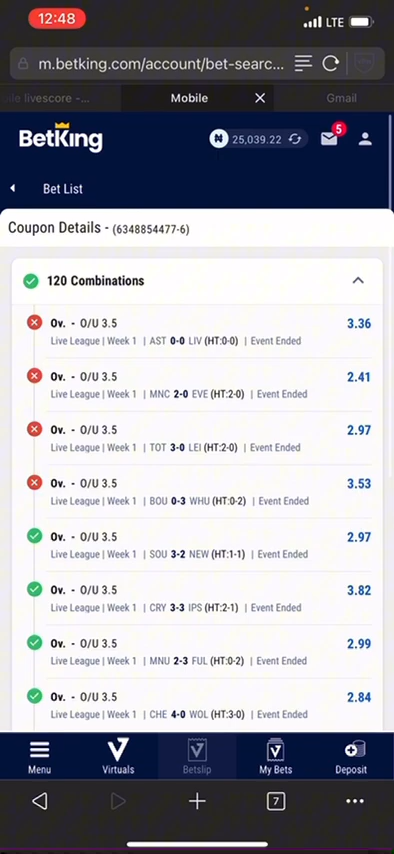 12:48
LTE
m.betking.com/account/bet-searc...
livescore -...
Mobile
Gmail
BetKing
25,039.22
5
Bet List
Coupon Details - (6348854477-6)
120 Combinations
Ov. - O/U 3.5
3.36
Live League | Week 1 | AST 0-0 LIV (HT:0-0) | Event Ended
Ov. - O/U 3.5
2.41
Live League | Week 1 | MNC 2-0 EVE (HT:2-0) | Event Ended
Ov. - O/U 3.5
2.97
Live League | Week 1 | TOT 3-0 LEI (HT:2-0) | Event Ended
Ov. - O/U 3.5
3.53
Live League | Week 1 | BOU 0-3 WHU (HT:0-2) | Event Ended
Ov. - O/U 3.5
2.97
Live League | Week 1 | SOU 3-2 NEW (HT:1-1) | Event Ended
Ov. - O/U 3.5
3.82
Live League | Week 1 | CRY 3-3 IPS (HT:2-1) | Event Ended
Ov. - O/U 3.5
2.99
Live League | Week 1 | MNU 2-3 FUL (HT:0-2) | Event Ended
Ov. - O/U 3.5
2.84
Live League | Week 1 | CHE 4-0 WOL (HT:3-0) | Event Ended
Menu
Virtuals
Betslip
My Bets
Deposit
7